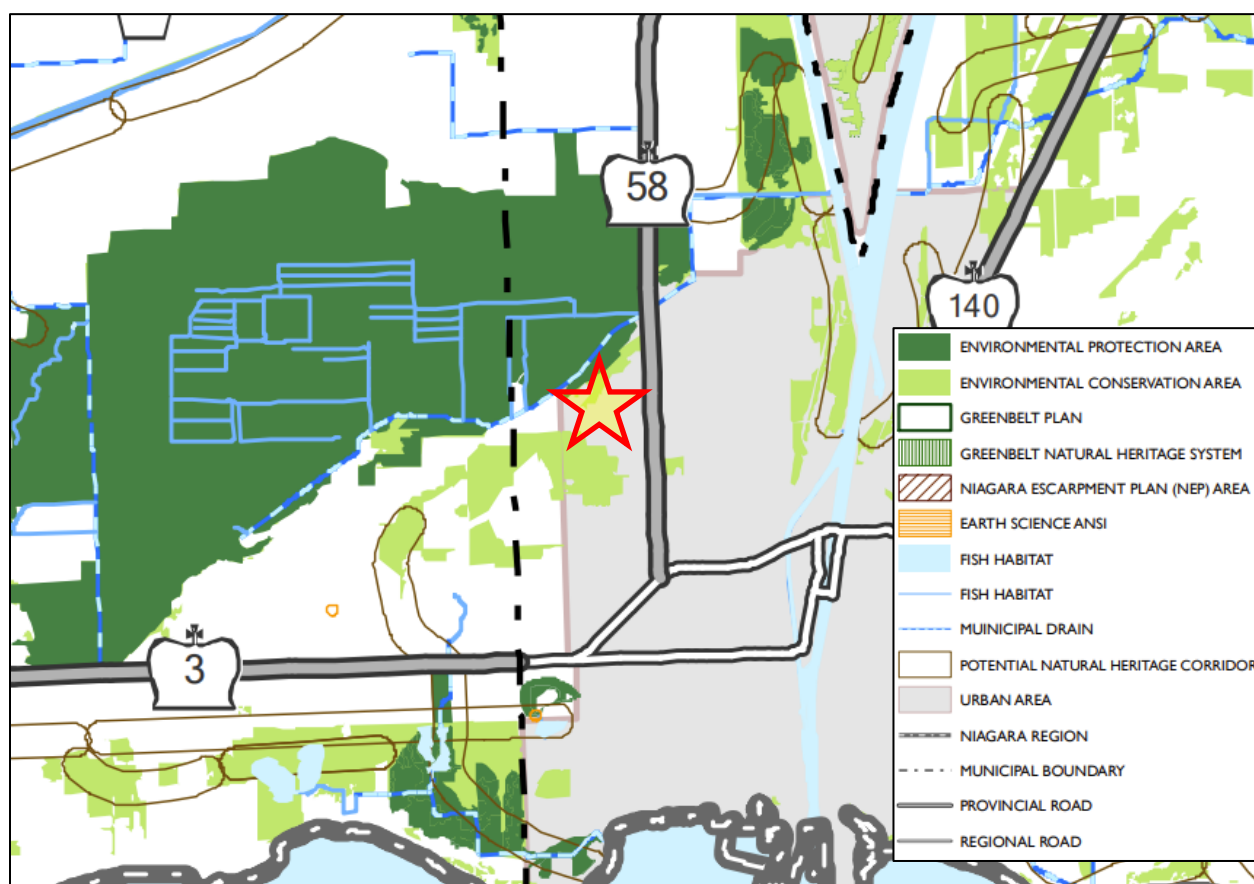 58
140
3
ENVIRONMENTAL PROTECTION AREA
ENVIRONMENTAL CONSERVATION AREA
GREENBELT PLAN
GREENBELT NATURAL HERITAGE SYSTEM
NIAGARA ESCARPMENT PLAN (NEP) AREA
EARTH SCIENCE ANSI
FISH HABITAT
FISH HABITAT
MUINICIPAL DRAIN
POTENTIAL NATURAL HERITAGE CORRIDOR
URBAN AREA
NIAGARA REGION
MUNICIPAL BOUNDARY
PROVINCIAL ROAD
REGIONAL ROAD